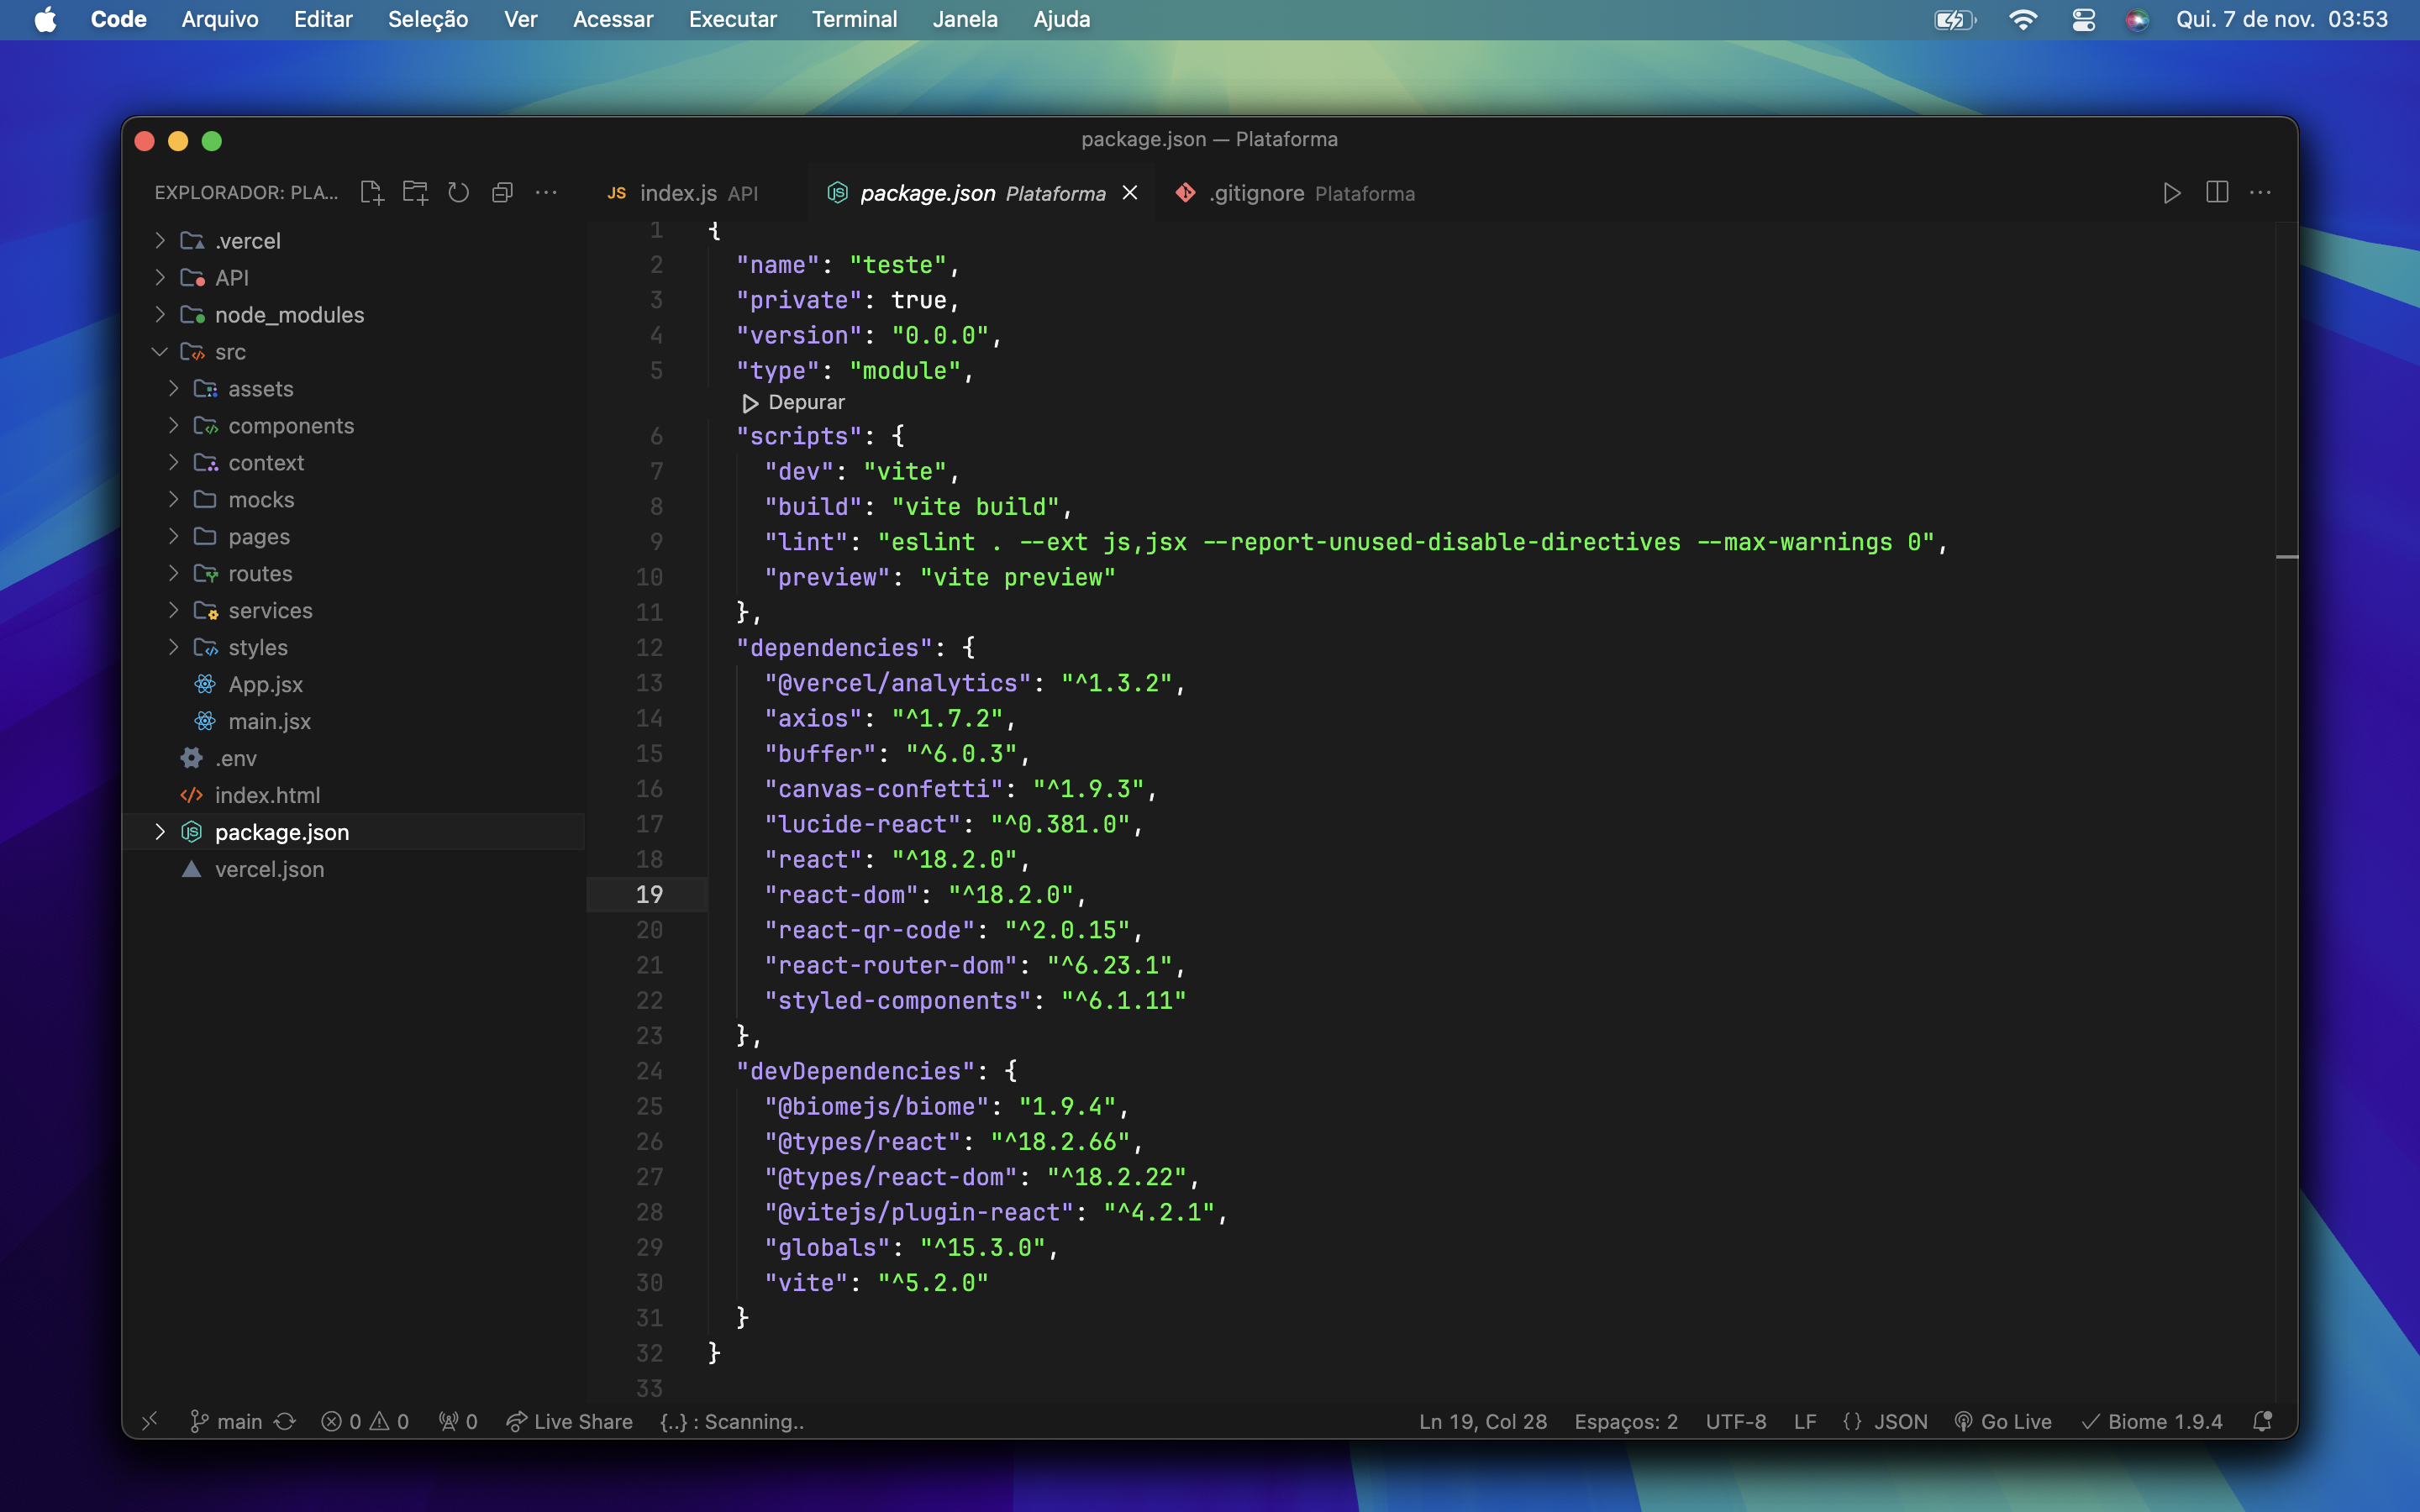 Code Arquivo Editar Seleção Ver Acessar Executar Terminal Janela Ajuda
Qui. 7 de nov. 03:53
package.json — Plataforma
EXPLORADOR: PLA...
JS index.js API
package.json Plataforma
.gitignore Plataforma
.vercel
API
node_modules
src
assets
components
context
mocks
pages
routes
services
styles
App.jsx
main.jsx
.env
index.html
package.json
vercel.json
1 {
2 "name": "teste",
3 "private": true,
4 "version": "0.0.0",
5 "type": "module",
Depurar
6 "scripts": {
7 "dev": "vite",
8 "build": "vite build",
9 "lint": "eslint . --ext js,jsx --report-unused-disable-directives --max-warnings 0",
10 "preview": "vite preview"
11 },
12 "dependencies": {
13 "@vercel/analytics": "^1.3.2",
14 "axios": "^1.7.2",
15 "buffer": "^6.0.3",
16 "canvas-confetti": "^1.9.3",
17 "lucide-react": "^0.381.0",
18 "react": "^18.2.0",
19 "react-dom": "^18.2.0",
20 "react-qr-code": "^2.0.15",
21 "react-router-dom": "^6.23.1",
22 "styled-components": "^6.1.11"
23 },
24 "devDependencies": {
25 "@biomejs/biome": "1.9.4",
26 "@types/react": "^18.2.66",
27 "@types/react-dom": "^18.2.22",
28 "@vitejs/plugin-react": "^4.2.1",
29 "globals": "^15.3.0",
30 "vite": "^5.2.0"
31 }
32 }
33
main 0 0 0 Live Share {..} : Scanning..
Ln 19, Col 28 Espaços: 2 UTF-8 LF {} JSON Go Live Biome 1.9.4